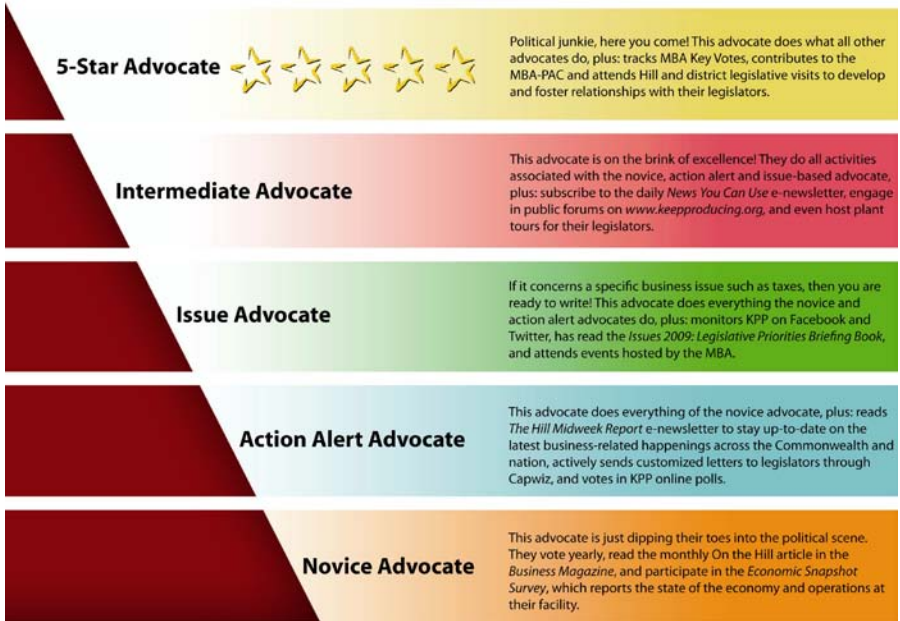 5-Star Advocate
Political junkie, here you come! This advocate does what all other
advocates do, plus: tracks MBA Key Votes, contributes to the
MBA-PAC and attends Hill and district legislative visits to develop
and foster relationships with their legislators.
Intermediate Advocate
This advocate is on the brink of excellence! They do all activities
associated with the novice, action alert and issue-based advocate,
plus: subscribe to the daily News You Can Use e-newsletter, engage
in public forums on www.keepproducing.org, and even host plant
tours for their legislators.
Issue Advocate
If it concerns a specific business issue such as taxes, then you are
ready to write! This advocate does everything the novice and
action alert advocates do, plus: monitors KPP on Facebook and
Twitter, has read the Issues 2009: Legislative Priorities Briefing Book,
and attends events hosted by the MBA.
Action Alert Advocate
This advocate does everything of the novice advocate, plus: reads
The Hill Midweek Report e-newsletter to stay up-to-date on the
latest business-related happenings across the Commonwealth and
nation, actively sends customized letters to legislators through
Capwiz, and votes in KPP online polls.
Novice Advocate
This advocate is just dipping their toes into the political scene.
They vote yearly, read the monthly On the Hill article in the
Business Magazine, and participate in the Economic Snapshot
Survey, which reports the state of the economy and operations at
their facility.